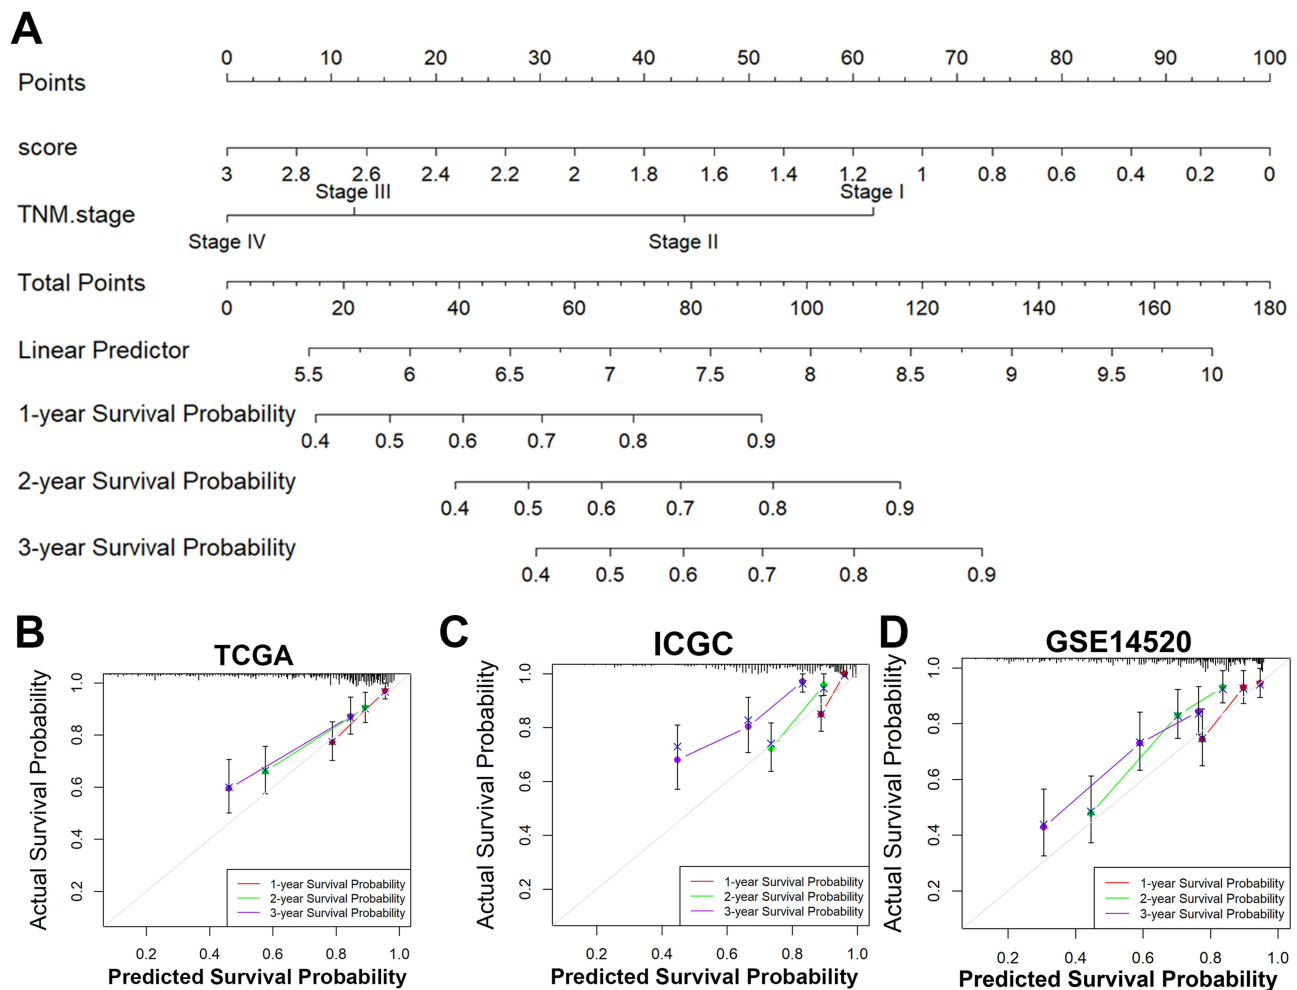 A
Points
0 10 20 30 40 50 60 70 80 90 100
score
3 2.8 2.6 2.4 2.2 2 1.8 1.6 1.4 1.2 1 0.8 0.6 0.4 0.2 0
Stage III Stage I
TNM.stage
Stage IV Stage II
Total Points
0 20 40 60 80 100 120 140 160 180
Linear Predictor
5.5 6 6.5 7 7.5 8 8.5 9 9.5 10
1-year Survival Probability
0.4 0.5 0.6 0.7 0.8 0.9
2-year Survival Probability
0.4 0.5 0.6 0.7 0.8 0.9
3-year Survival Probability
0.4 0.5 0.6 0.7 0.8 0.9
B
TCGA
Actual Survival Probability
1.0
0.8
0.6
0.4
0.2
1-year Survival Probability
2-year Survival Probability
3-year Survival Probability
0.2 0.4 0.6 0.8 1.0
Predicted Survival Probability
C
ICGC
Actual Survival Probability
1.0
0.8
0.6
0.4
0.2
1-year Survival Probability
2-year Survival Probability
3-year Survival Probability
0.2 0.4 0.6 0.8 1.0
Predicted Survival Probability
D
GSE14520
Actual Survival Probability
1.0
0.8
0.6
0.4
0.2
1-year Survival Probability
2-year Survival Probability
3-year Survival Probability
0.2 0.4 0.6 0.8 1.0
Predicted Survival Probability